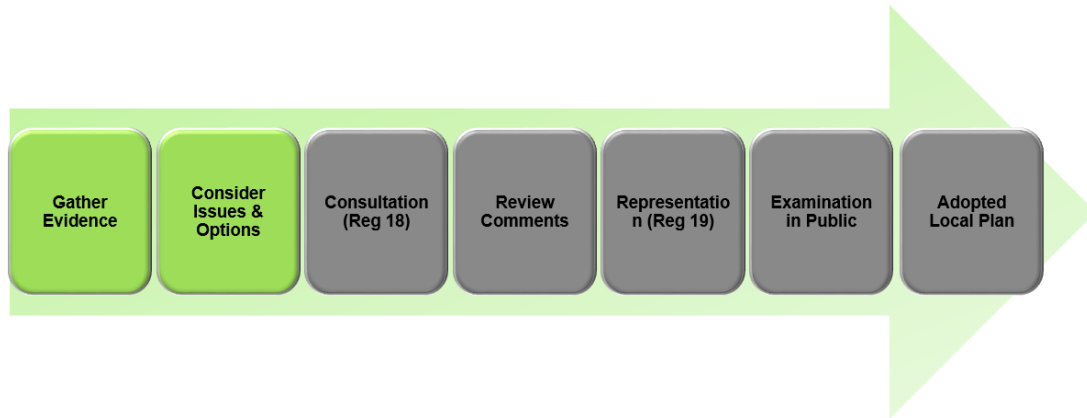 Gather
Evidence
Consider
Issues &
Options
Consultation
(Reg 18)
Review
Comments
Representatio
n (Reg 19)
Examination
in Public
Adopted
Local Plan